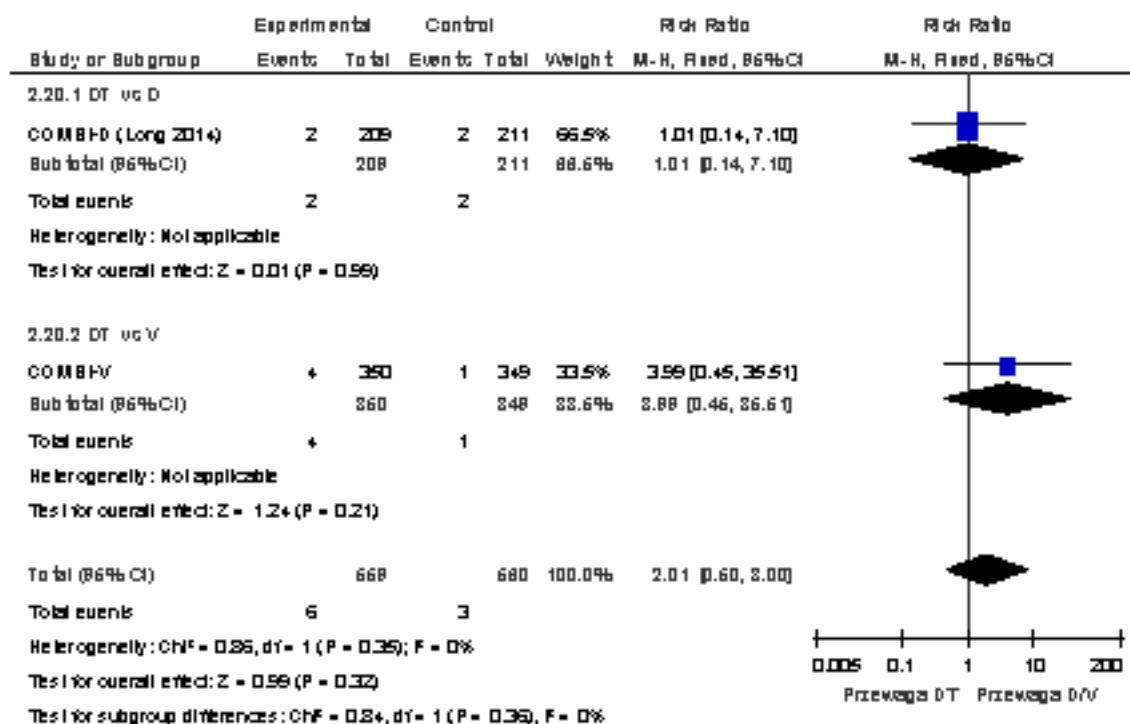 Experimental Control Risk Ratio Risk Ratio
Study or Subgroup Events Total Events Total Weight M-H, Fixed, 95% CI M-H, Fixed, 95% CI
2.20.1 DT vs D
COMBI-D (Long 2014) 2 209 2 211 66.5% 1.01 [0.14, 7.10]
Subtotal (95% CI) 209 211 66.5% 1.01 [0.14, 7.10]
Total events 2 2
Heterogeneity: Not applicable
Test for overall effect: Z = 0.01 (P = 0.99)
2.20.2 DT vs V
COMBI-V 4 350 1 349 33.5% 3.99 [0.45, 35.51]
Subtotal (95% CI) 350 349 33.5% 3.99 [0.45, 35.51]
Total events 4 1
Heterogeneity: Not applicable
Test for overall effect: Z = 1.24 (P = 0.21)
Total (95% CI) 559 560 100.0% 2.01 [0.50, 8.00]
Total events 6 3
Heterogeneity: Chi² = 0.86, df = 1 (P = 0.35); I² = 0%
Test for overall effect: Z = 0.99 (P = 0.32)
Test for subgroup differences: Chi² = 0.84, df = 1 (P = 0.36), I² = 0%
0.005 0.1 1 10 200
Przewaga DT Przewaga D/V